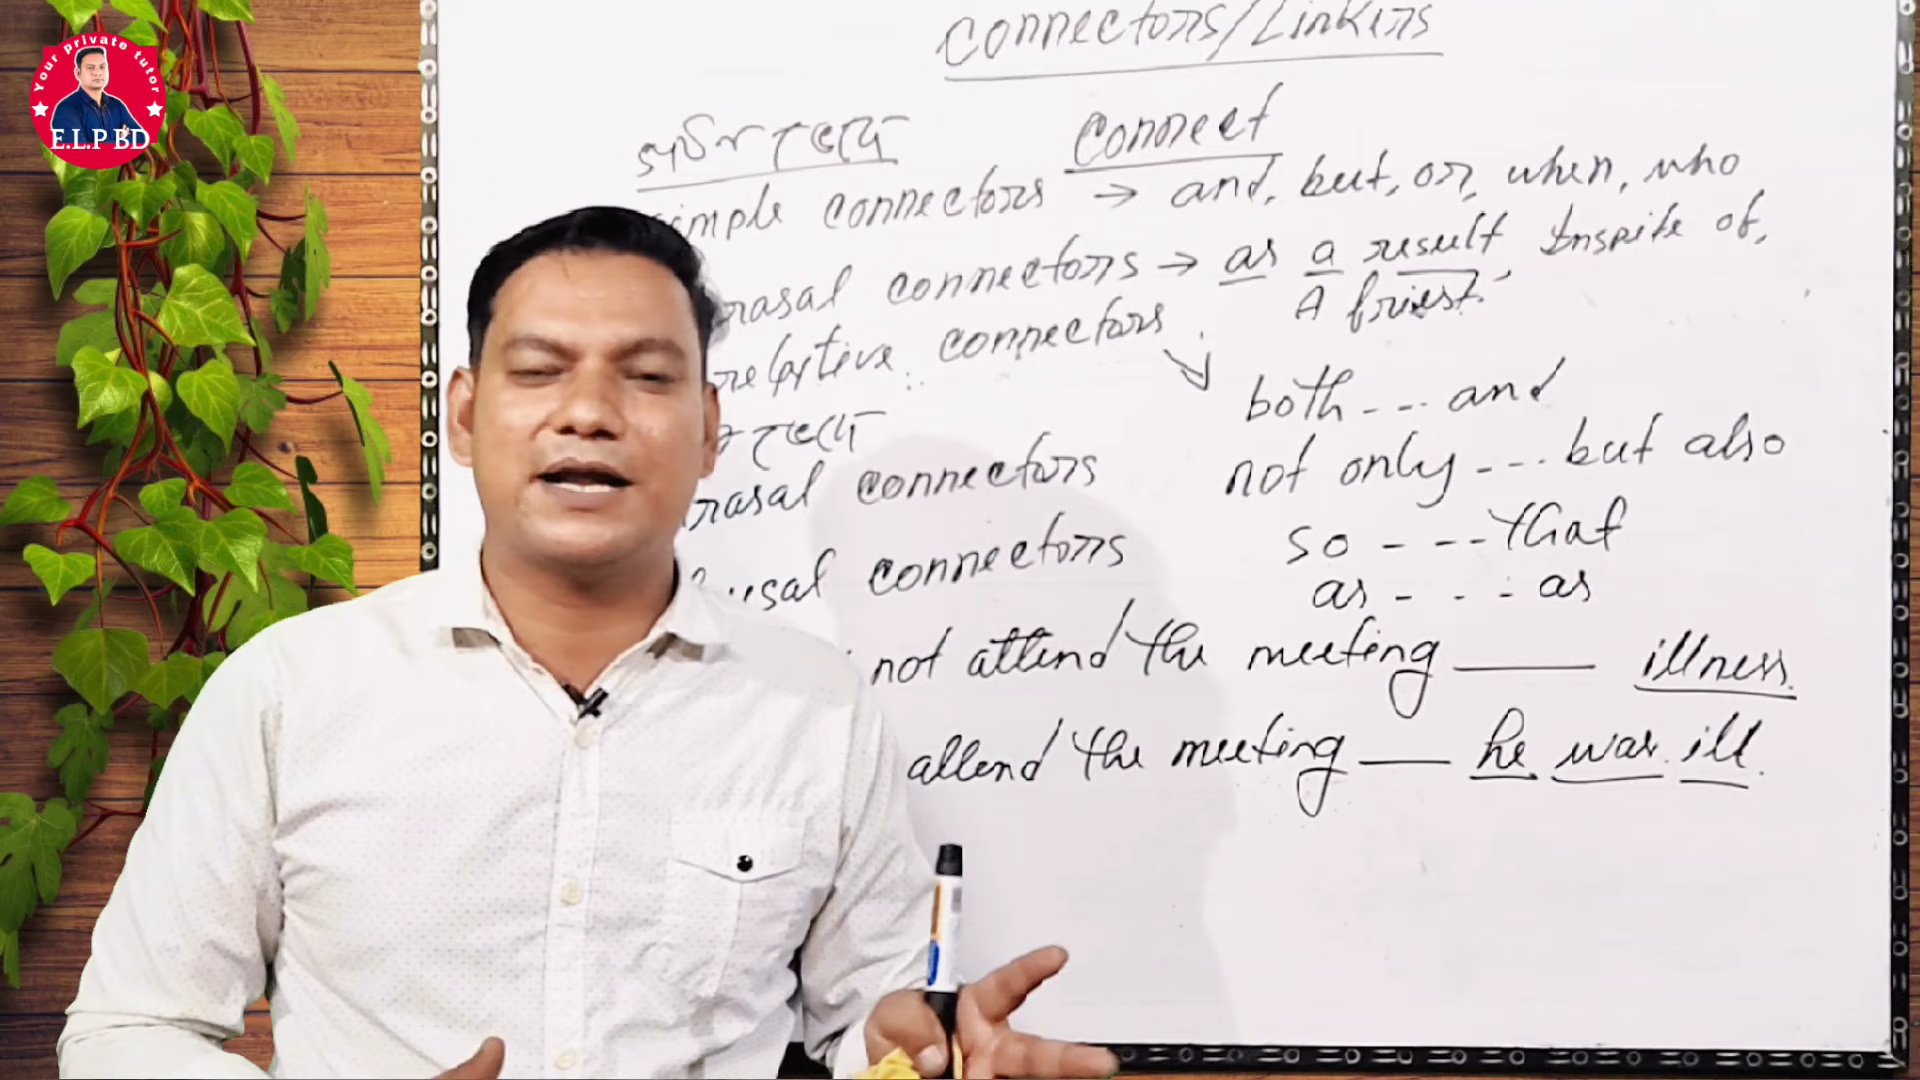 Your private tutor
E.L.P BD
Connectors/Linkers
Connect
simple connectors → and, but, or, when, who
connectors → as a result, Inspite of,
A
connectors
both --- and
not only --- but also
connectors
so - --that
connectors
as - - - as
not attend the meeting ____ illness.
attend the meeting ___ he was ill.